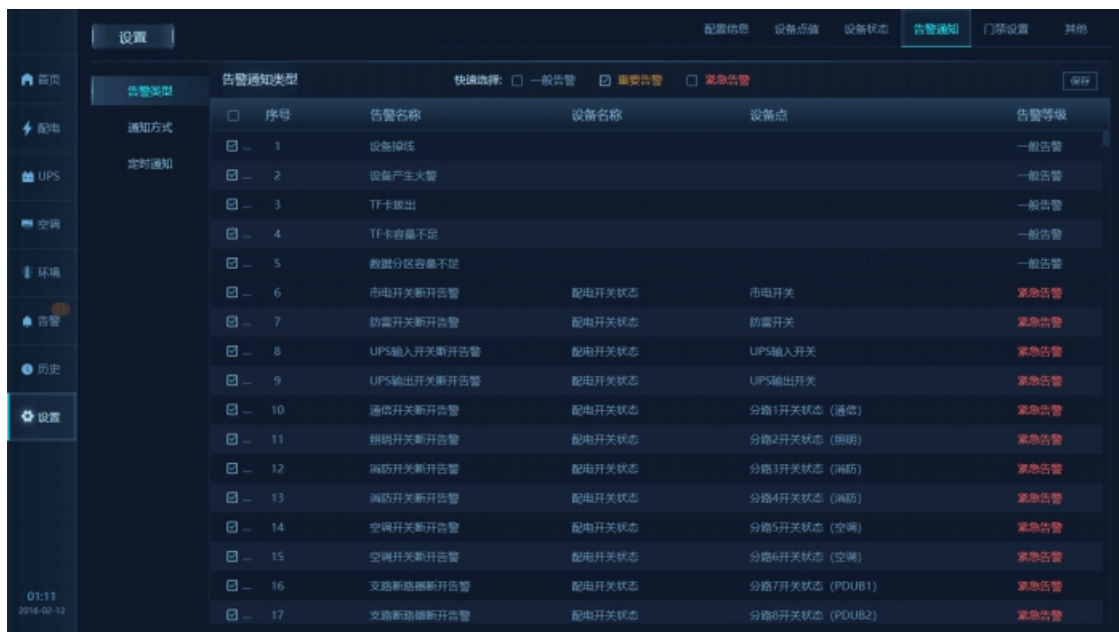 设置 配置信息 设备点值 设备状态 告警通知 门禁设置 其他
首页
配电
UPS
空调
环境
告警
历史
设置
01:11
2016-02-12
告警类型
通知方式
定时通知
告警通知类型 快速选择: 一般告警 重要告警 紧急告警 保存
序号 告警名称 设备名称 设备点 告警等级
... 1 设备掉线 一般告警
... 2 设备产生火警 一般告警
... 3 TF卡拔出 一般告警
... 4 TF卡容量不足 一般告警
... 5 数据分区容量不足 一般告警
... 6 市电开关断开告警 配电开关状态 市电开关 紧急告警
... 7 防雷开关断开告警 配电开关状态 防雷开关 紧急告警
... 8 UPS输入开关断开告警 配电开关状态 UPS输入开关 紧急告警
... 9 UPS输出开关断开告警 配电开关状态 UPS输出开关 紧急告警
... 10 通信开关断开告警 配电开关状态 分路1开关状态 (通信) 紧急告警
... 11 照明开关断开告警 配电开关状态 分路2开关状态 (照明) 紧急告警
... 12 消防开关断开告警 配电开关状态 分路3开关状态 (消防) 紧急告警
... 13 消防开关断开告警 配电开关状态 分路4开关状态 (消防) 紧急告警
... 14 空调开关断开告警 配电开关状态 分路5开关状态 (空调) 紧急告警
... 15 空调开关断开告警 配电开关状态 分路6开关状态 (空调) 紧急告警
... 16 支路断路器断开告警 配电开关状态 分路7开关状态 (PDUB1) 紧急告警
... 17 支路断路器断开告警 配电开关状态 分路8开关状态 (PDUB2) 紧急告警